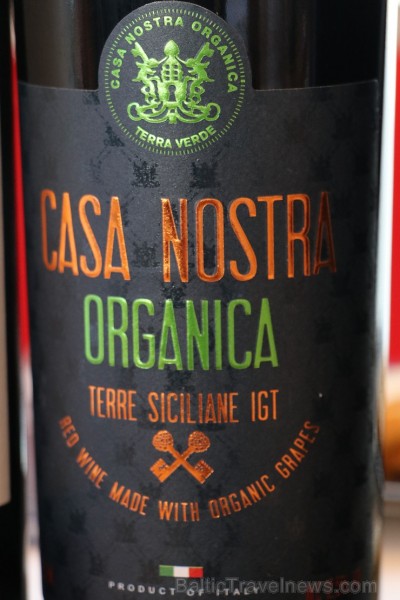 CASA NOSTRA ORGANICA
TERRA VERDE
CASA NOSTRA
ORGANICA
TERRE SICILIANE IGT
RED WINE MADE WITH ORGANIC GRAPES
PRODUCT OF ITALY
BalticTravelnews.com